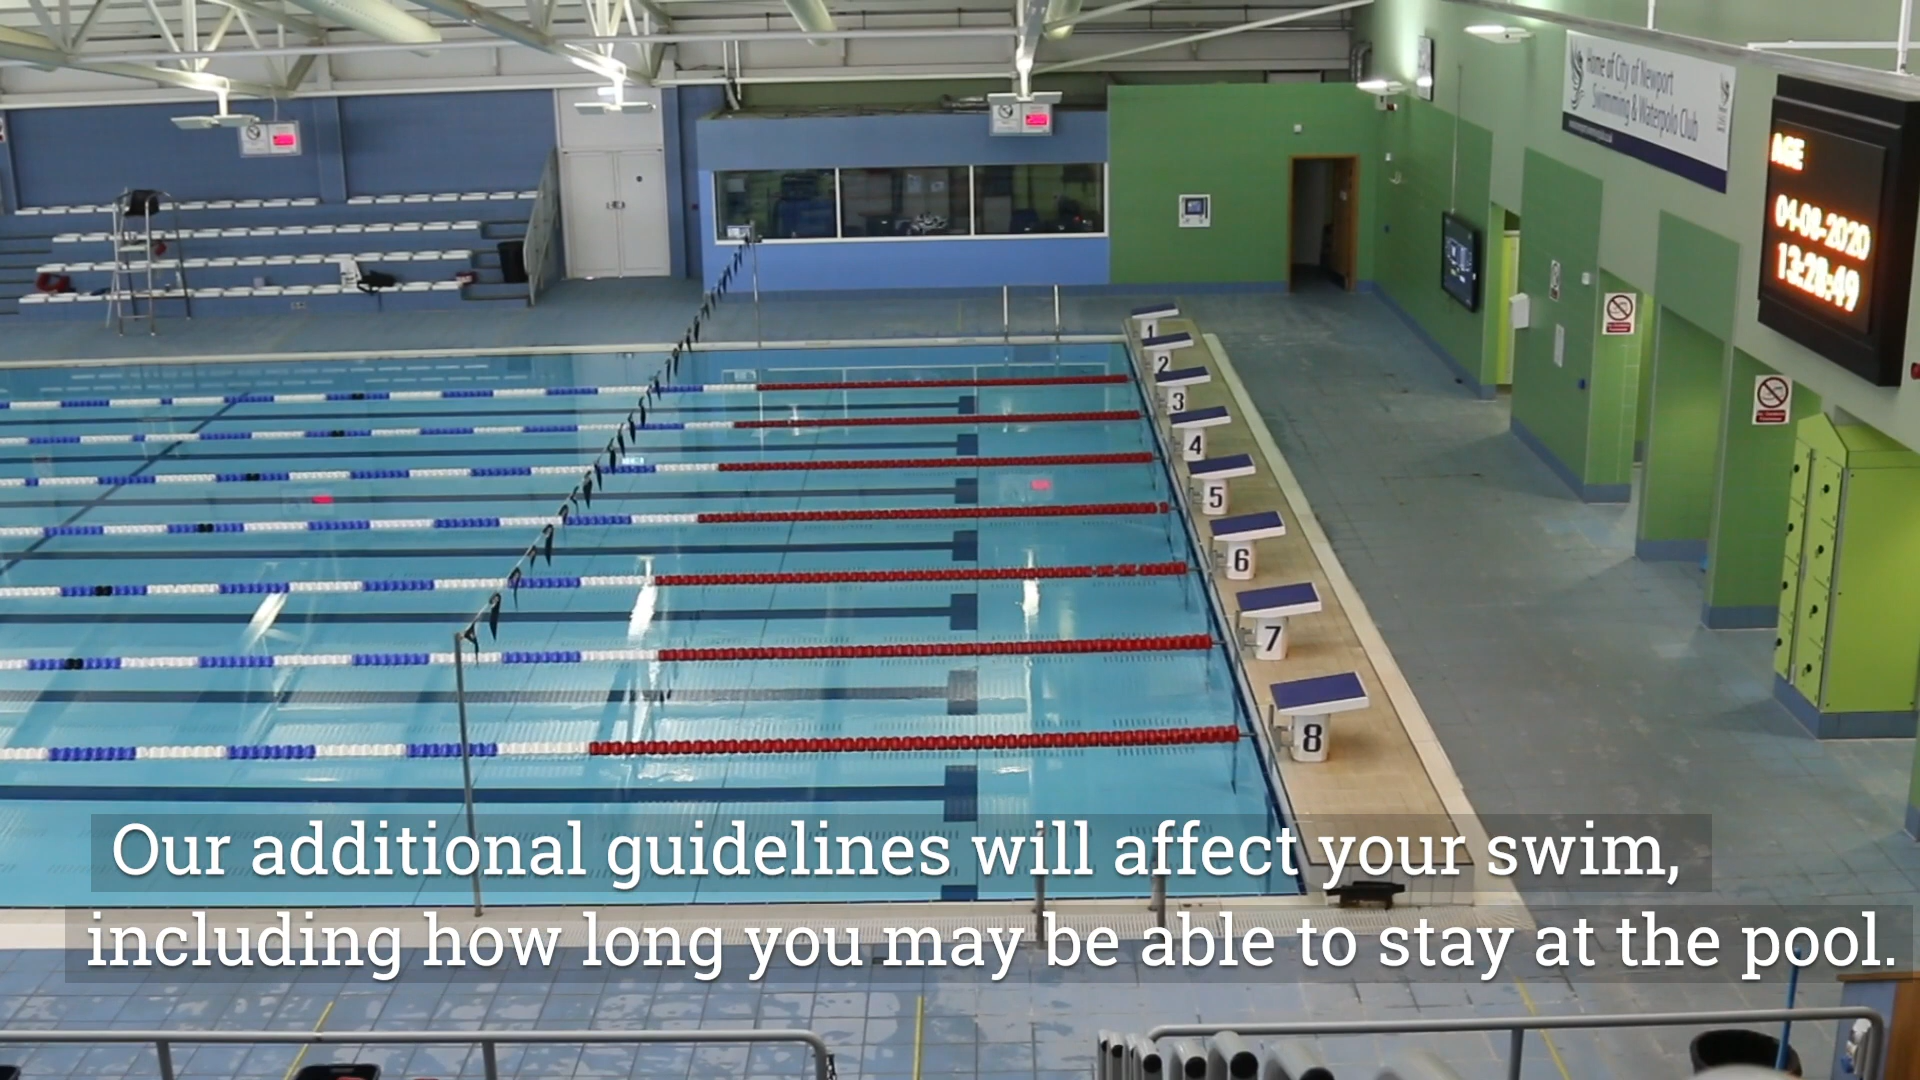 Home of City of Newport
Swimming & Waterpolo Club
AGE
04-08-2020
13:28:49
1
2
3
4
5
6
7
8
Our additional guidelines will affect your swim,
including how long you may be able to stay at the pool.